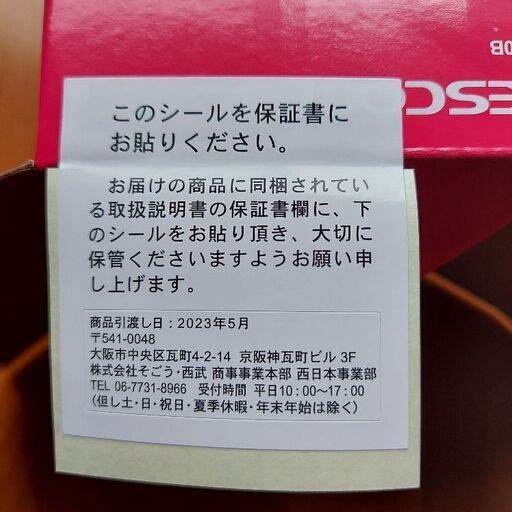 ESCO
0B
このシールを保証書に
お貼りください。
お届けの商品に同梱されてい
る取扱説明書の保証書欄に、下
のシールをお貼り頂き、大切に
保管くださいますようお願い申
し上げます。
商品引渡し日：2023年5月
〒541-0048
大阪市中央区瓦町4-2-14 京阪神瓦町ビル 3F
株式会社そごう・西武 商事事業本部 西日本事業部
TEL 06-7731-8966 受付時間 平日10：00～17：00
（但し土・日・祝日・夏季休暇・年末年始は除く）